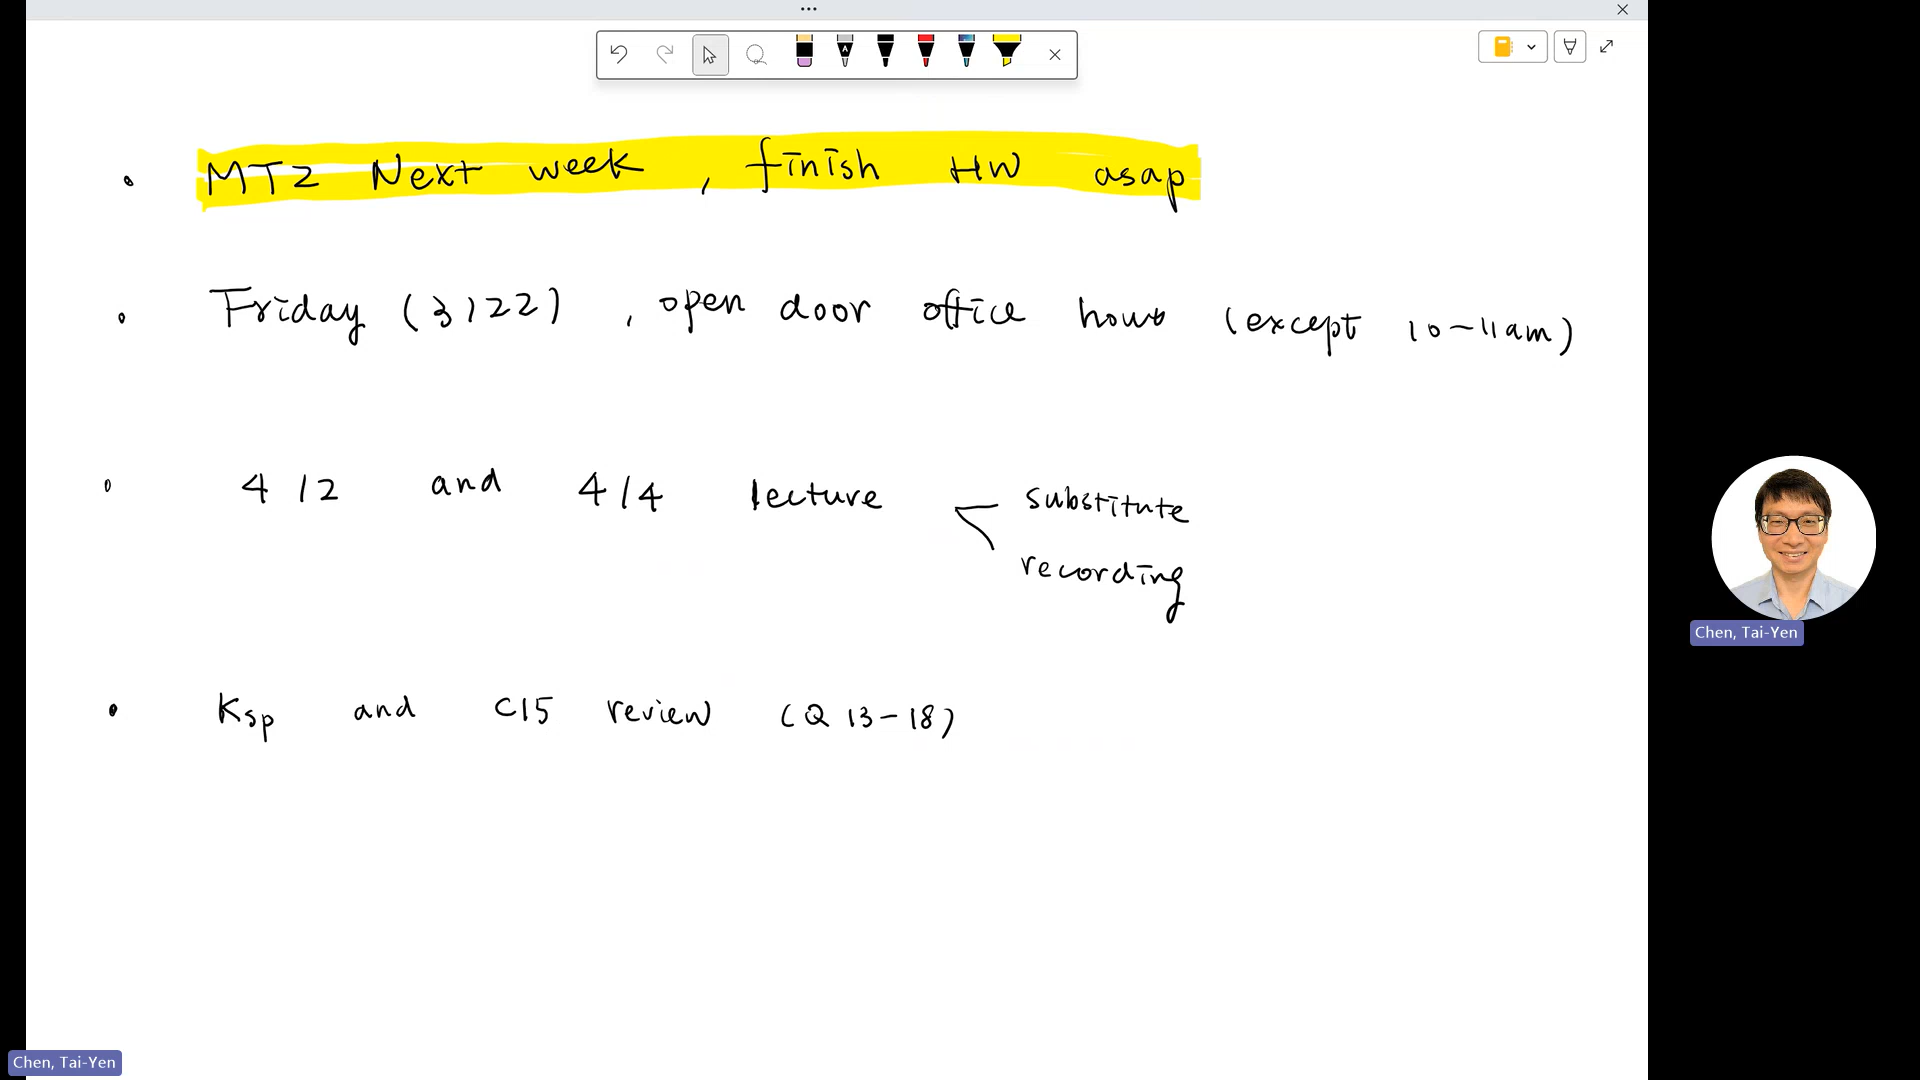 MT2 Next week , finish HW asap
Friday (3/22) , open door office hours (except 10~11am)
4/2 and 4/4 lecture < substitute
recording
Ksp and C15 review (Q 13-18)
Chen, Tai-Yen
Chen, Tai-Yen